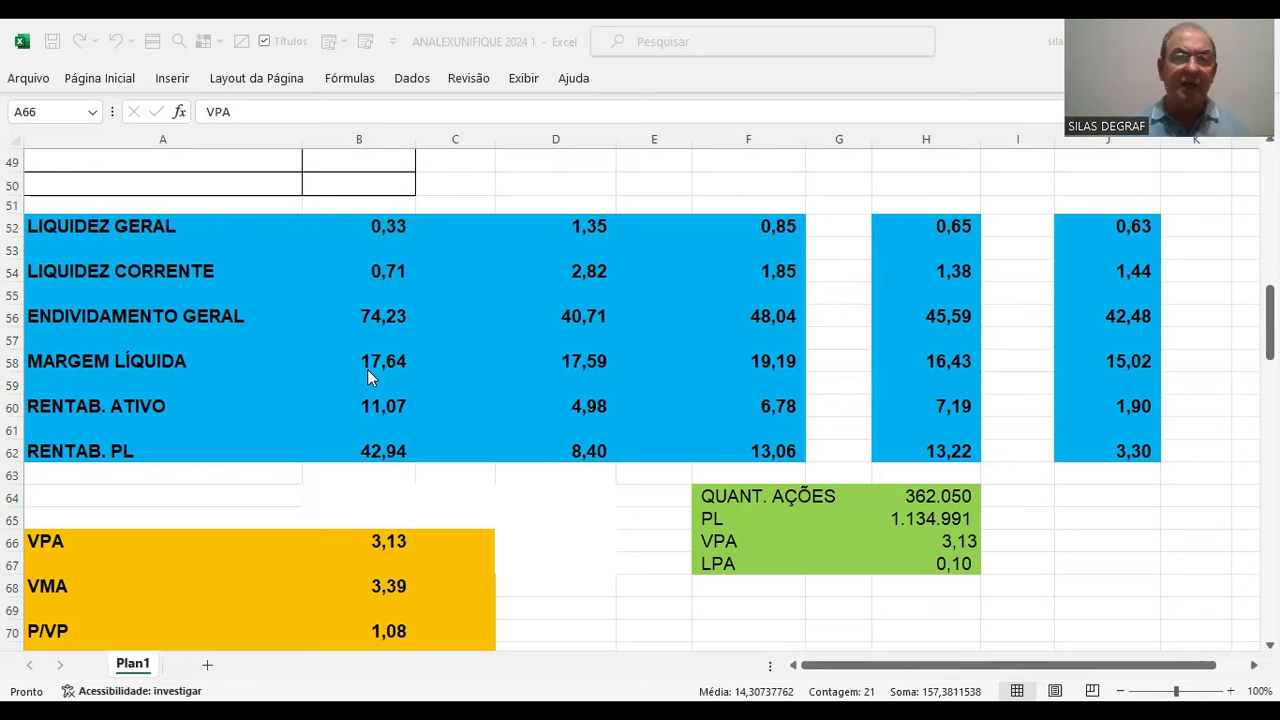 Títulos
ANALEXUNIFIQUE 2024 1 - Excel
Pesquisar
Arquivo Página Inicial Inserir Layout da Página Fórmulas Dados Revisão Exibir Ajuda
SILAS DEGRAF
A66 fx VPA
A B C D E F G H I J K
49
50
51
52 LIQUIDEZ GERAL 0,33 1,35 0,85 0,65 0,63
53
54 LIQUIDEZ CORRENTE 0,71 2,82 1,85 1,38 1,44
55
56 ENDIVIDAMENTO GERAL 74,23 40,71 48,04 45,59 42,48
57
58 MARGEM LÍQUIDA 17,64 17,59 19,19 16,43 15,02
59
60 RENTAB. ATIVO 11,07 4,98 6,78 7,19 1,90
61
62 RENTAB. PL 42,94 8,40 13,06 13,22 3,30
63
64 QUANT. AÇÕES 362.050
65 PL 1.134.991
66 VPA 3,13 VPA 3,13
67 LPA 0,10
68 VMA 3,39
69
70 P/VP 1,08
Plan1
Pronto Acessibilidade: investigar Média: 14,30737762 Contagem: 21 Soma: 157,3811538 100%